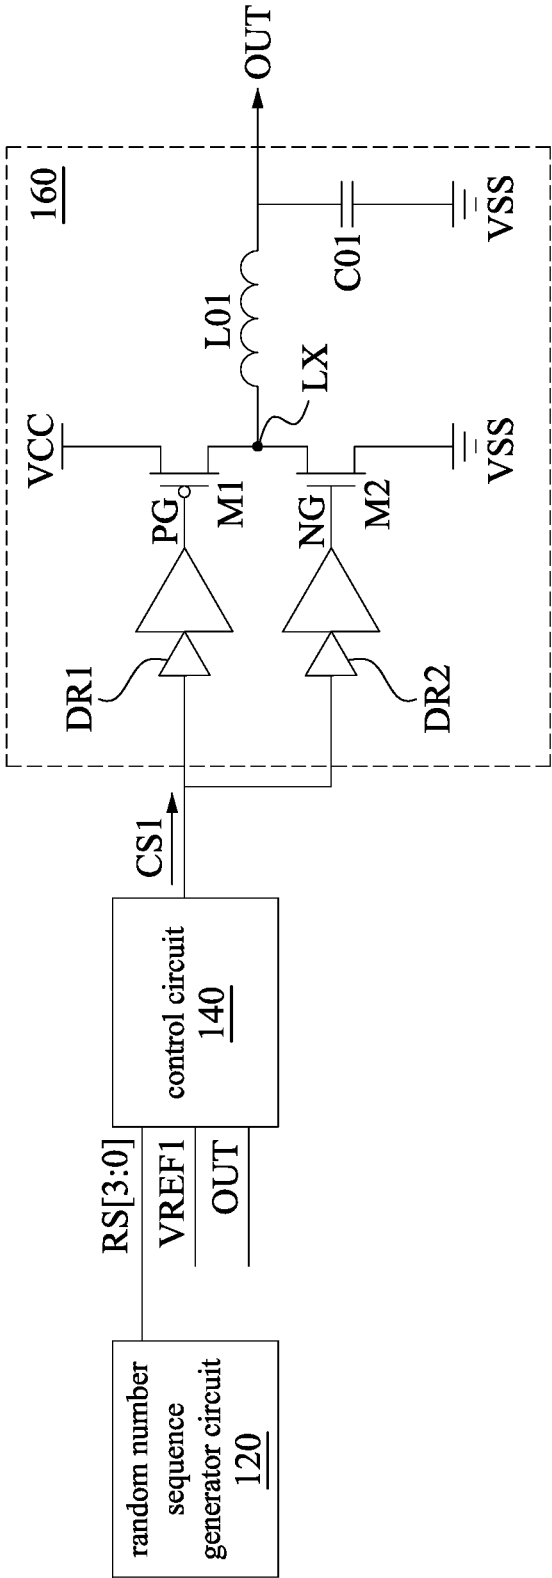 random number
sequence
generator circuit
120
RS[3:0]
VREF1
OUT
control circuit
140
CS1
160
DR1
DR2
VCC
PG
M1
NG
M2
LX
L01
C01
VSS
VSS
OUT